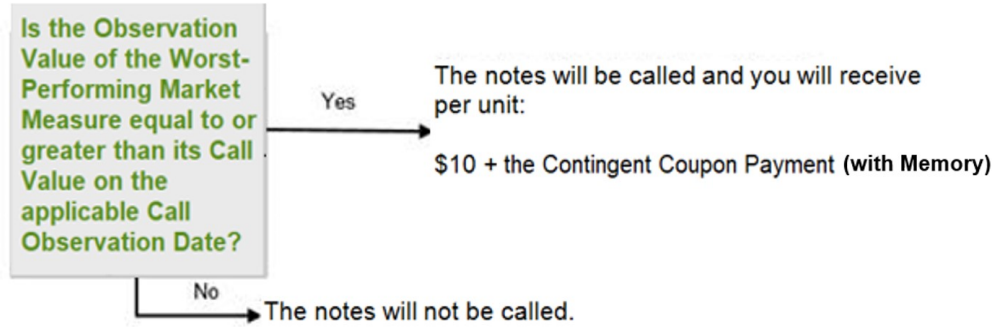 Is the Observation
Value of the Worst-
Performing Market
Measure equal to or
greater than its Call
Value on the
applicable Call
Observation Date?
Yes
The notes will be called and you will receive
per unit:
$10 + the Contingent Coupon Payment (with Memory)
No
The notes will not be called.